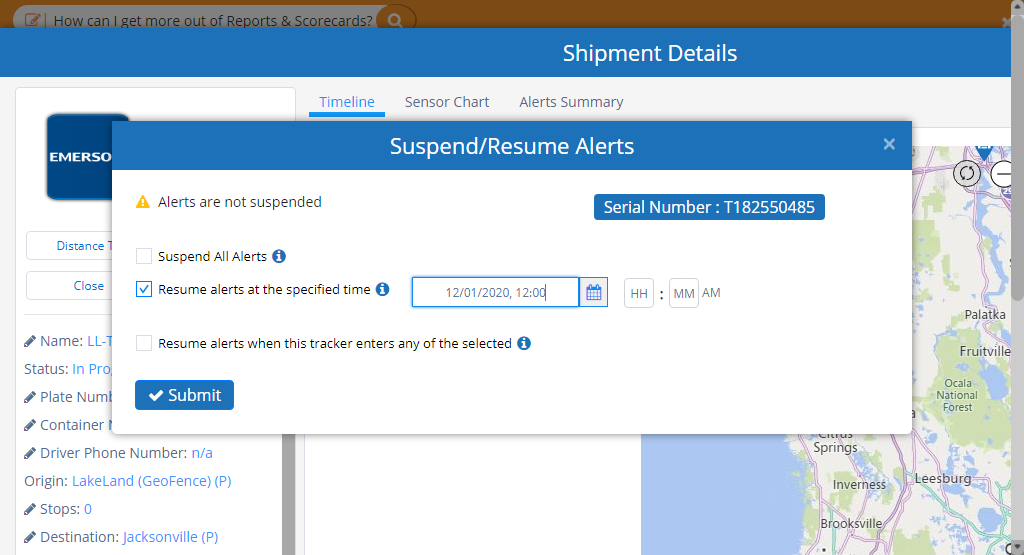 How can I get more out of Reports & Scorecards?
Shipment Details
Timeline
Sensor Chart
Alerts Summary
Suspend/Resume Alerts
Alerts are not suspended
Serial Number : T182550485
Suspend All Alerts
Resume alerts at the specified time
12/01/2020, 12:00
HH : MM AM
Resume alerts when this tracker enters any of the selected
Submit
EMERSO
Distance T
Close
Name: LL-T
Status: In Pro
Plate Numb
Container
Driver Phone Number: n/a
Origin: LakeLand (GeoFence) (P)
Stops: 0
Destination: Jacksonville (P)
Palatka
Fruitville
Ocala
National
Forest
Citrus
Springs
Inverness
Leesburg
Brooksville